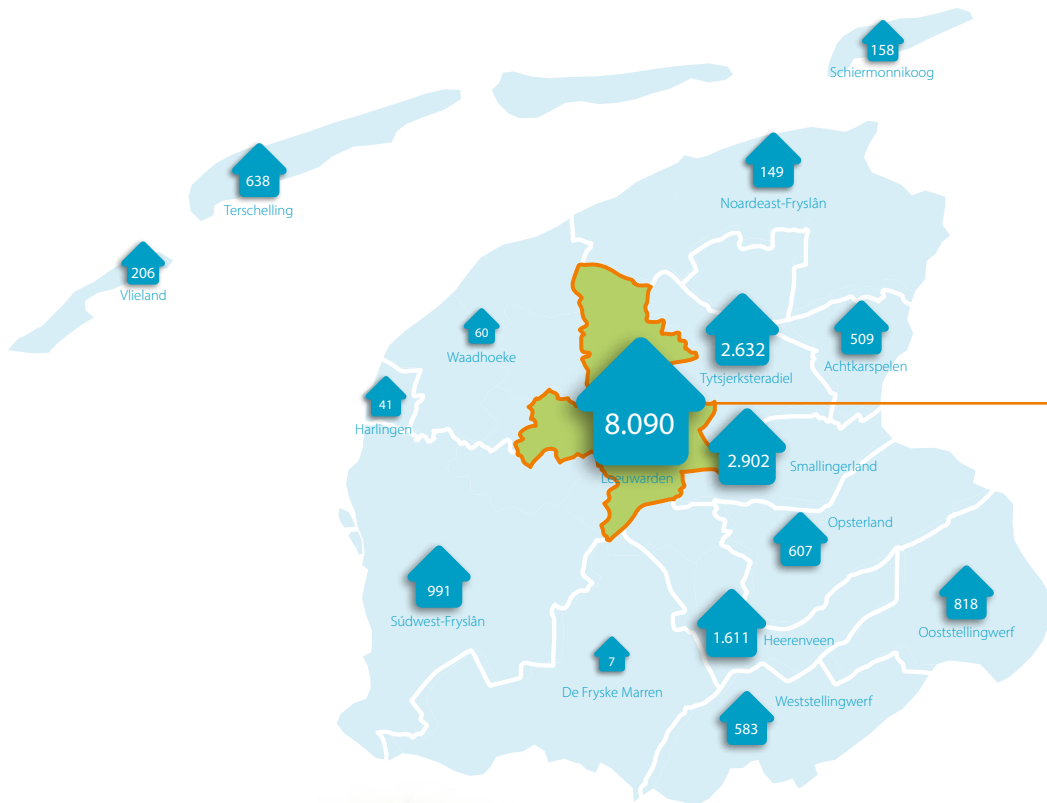 158
Schiermonnikoog
638
Terschelling
149
Noardeast-Fryslân
206
Vlieland
60
Waadhoeke
2.632
Tytsjerksteradiel
509
Achtkarspelen
41
Harlingen
8.090
Leeuwarden
2.902
Smallingerland
Opsterland
607
991
Súdwest-Fryslân
818
Ooststellingwerf
1.611
Heerenveen
7
De Fryske Marren
Weststellingwerf
583